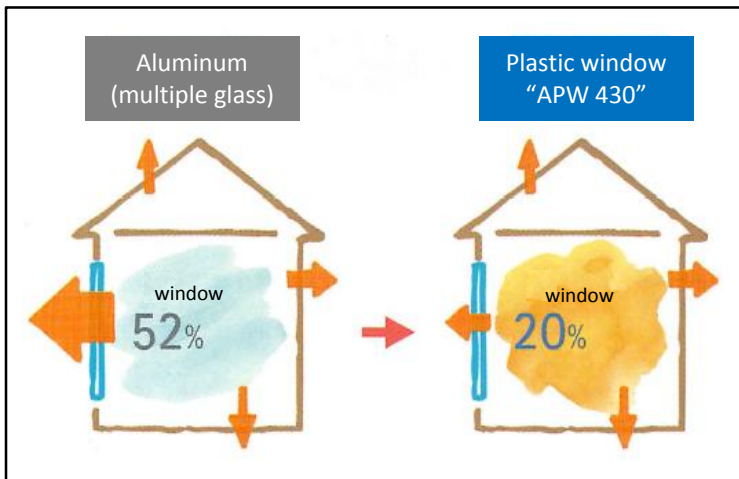 Aluminum
(multiple glass)
Plastic window
“APW 430”
window
52%
window
20%